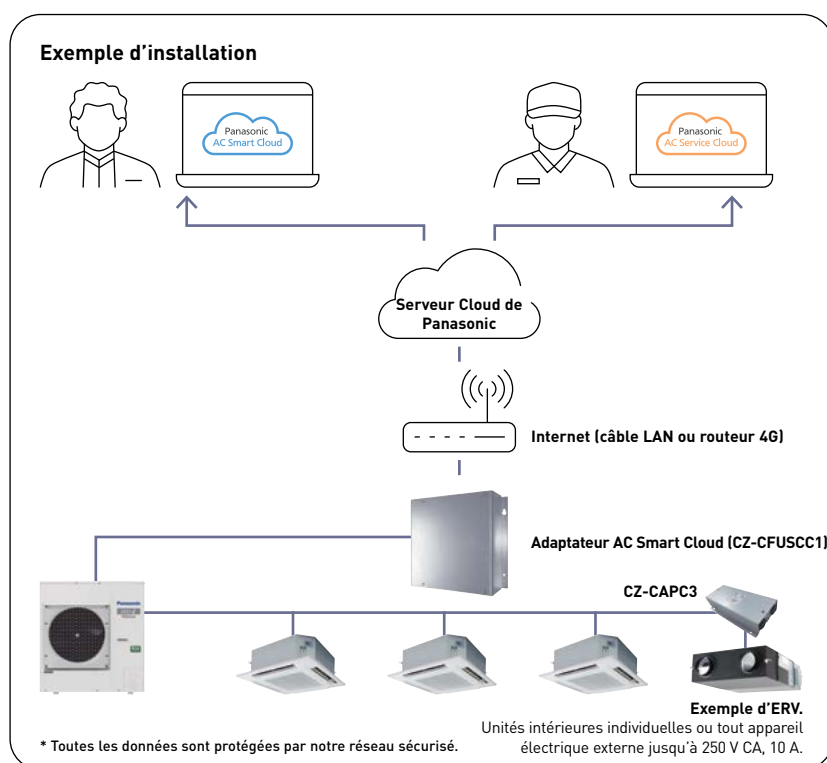 Exemple d'installation
Panasonic
AC Smart Cloud
Panasonic
AC Service Cloud
Serveur Cloud de
Panasonic
Internet (câble LAN ou routeur 4G)
Adaptateur AC Smart Cloud (CZ-CFUSCC1)
CZ-CAPC3
Panasonic
Exemple d'ERV.
Unités intérieures individuelles ou tout appareil
électrique externe jusqu'à 250 V CA, 10 A.
* Toutes les données sont protégées par notre réseau sécurisé.